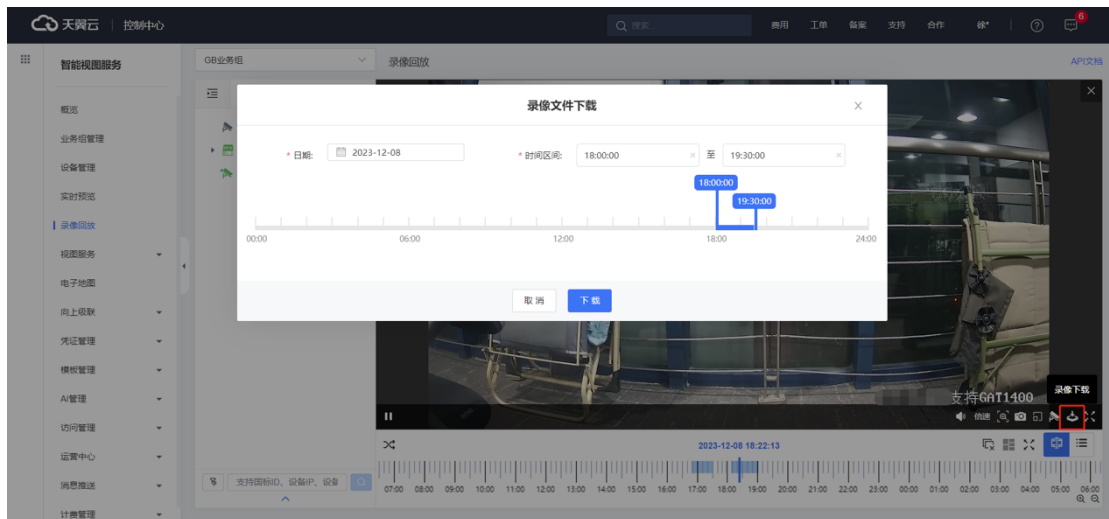 天翼云 控制中心 搜索... 费用 工单 备案 支持 合作 徐* 6
智能视图服务 GB业务组 录像回放 API文档
概览
业务组管理
设备管理
实时预览
录像回放
视图服务
电子地图
向上级联
凭证管理
模板管理
AI管理
访问管理
运营中心
消息推送
计费管理
录像文件下载
* 日期: 2023-12-08 * 时间区间: 18:00:00 至 19:30:00
18:00:00
19:30:00
00:00 06:00 12:00 18:00 24:00
取消 下载
录像下载
支持GAT1400
倍速
2023-12-08 18:22:13
支持国标ID、设备IP、设备
07:00 08:00 09:00 10:00 11:00 12:00 13:00 14:00 15:00 16:00 17:00 18:00 19:00 20:00 21:00 22:00 23:00 00:00 01:00 02:00 03:00 04:00 05:00 06:00